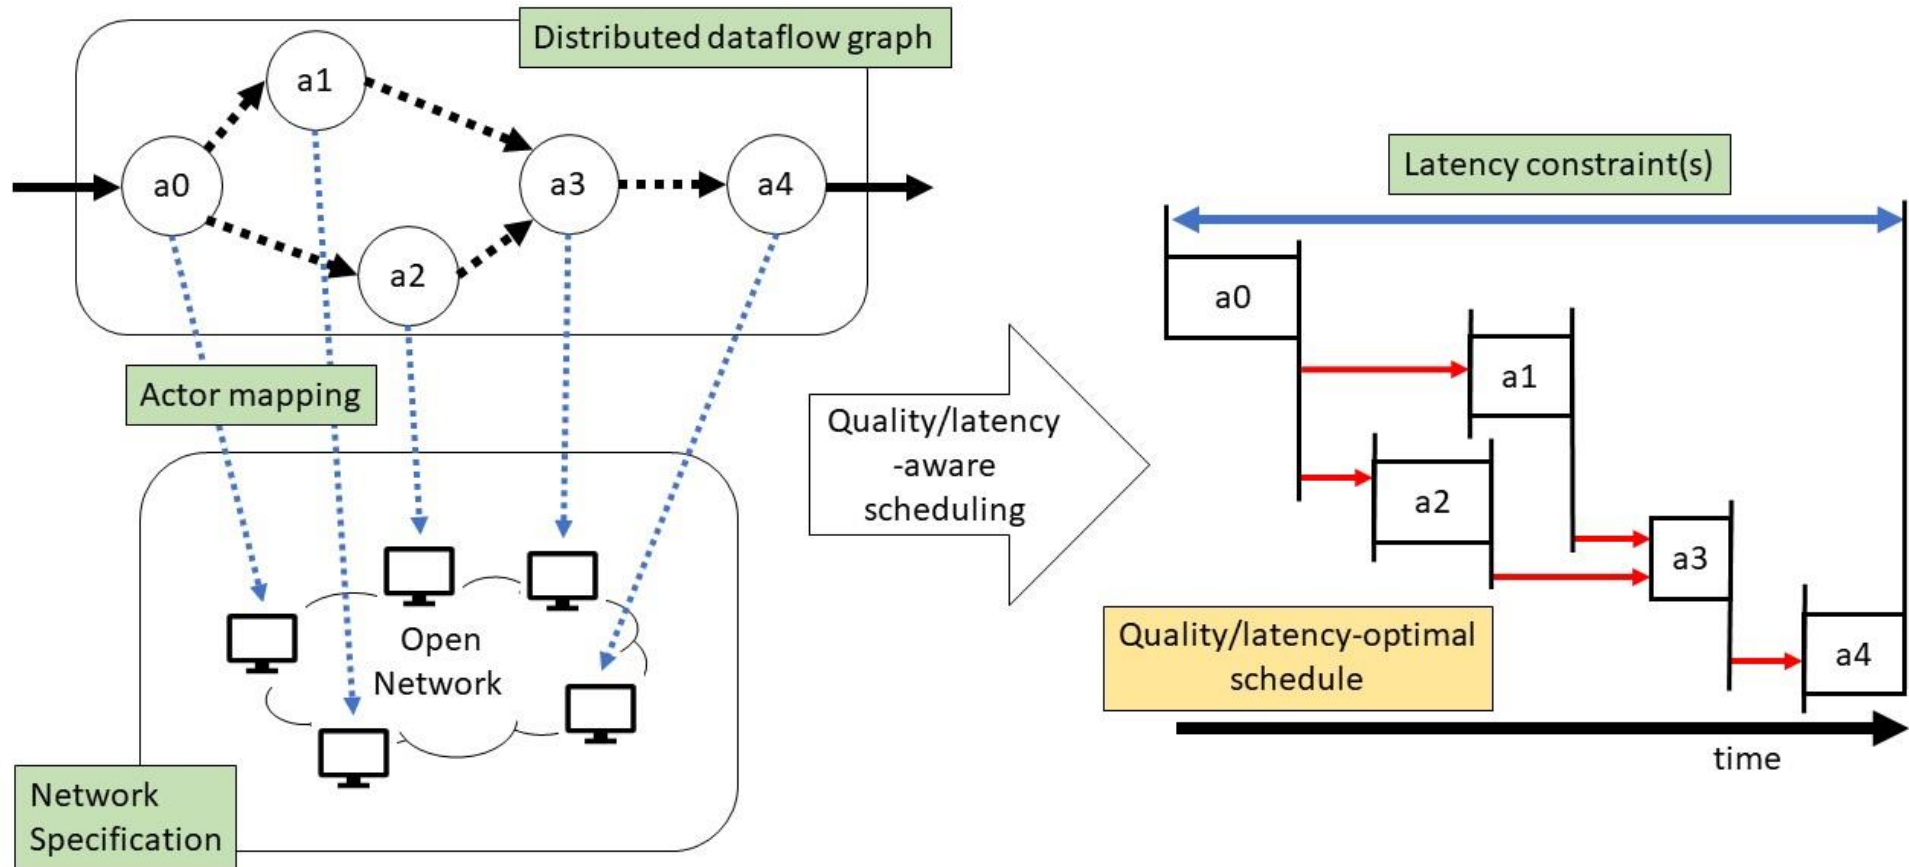 Distributed dataflow graph
a1
a0
a3
a4
a2
Actor mapping
Open
Network
Network
Specification
Quality/latency
-aware
scheduling
Latency constraint(s)
a0
a1
a2
a3
a4
Quality/latency-optimal
schedule
time